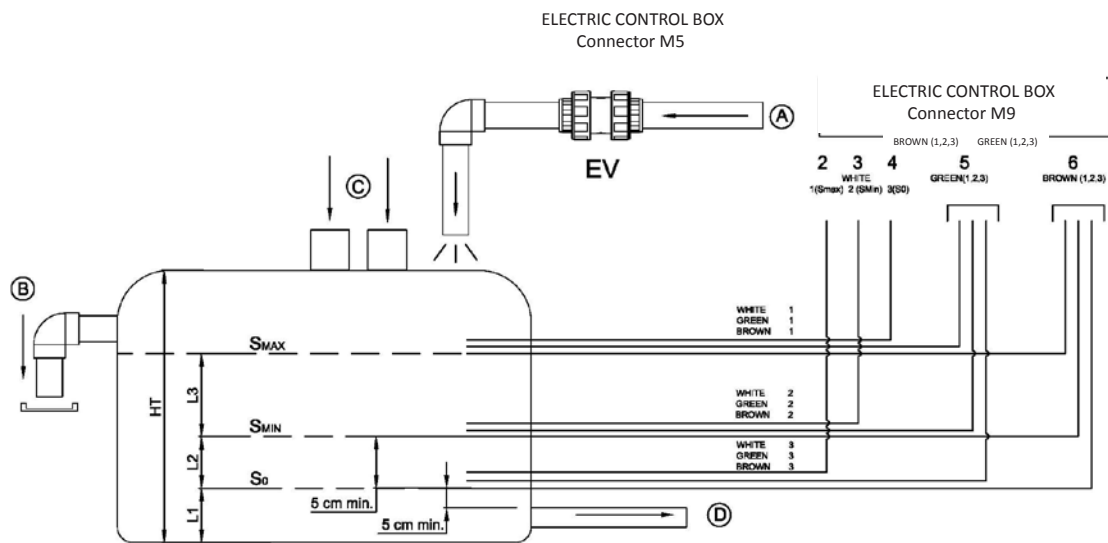 ELECTRIC CONTROL BOX
Connector M5
ELECTRIC CONTROL BOX
Connector M9
BROWN (1,2,3) GREEN (1,2,3)
A
EV
2 3 4 5 6
WHITE GREEN(1,2,3) BROWN (1,2,3)
1(Smax) 2 (SMin) 3(S0)
C
B
WHITE 1
GREEN 1
BROWN 1
SMAX
HT
L3
WHITE 2
GREEN 2
BROWN 2
SMIN
L2
WHITE 3
GREEN 3
BROWN 3
S0
5 cm min.
L1
5 cm min.
D